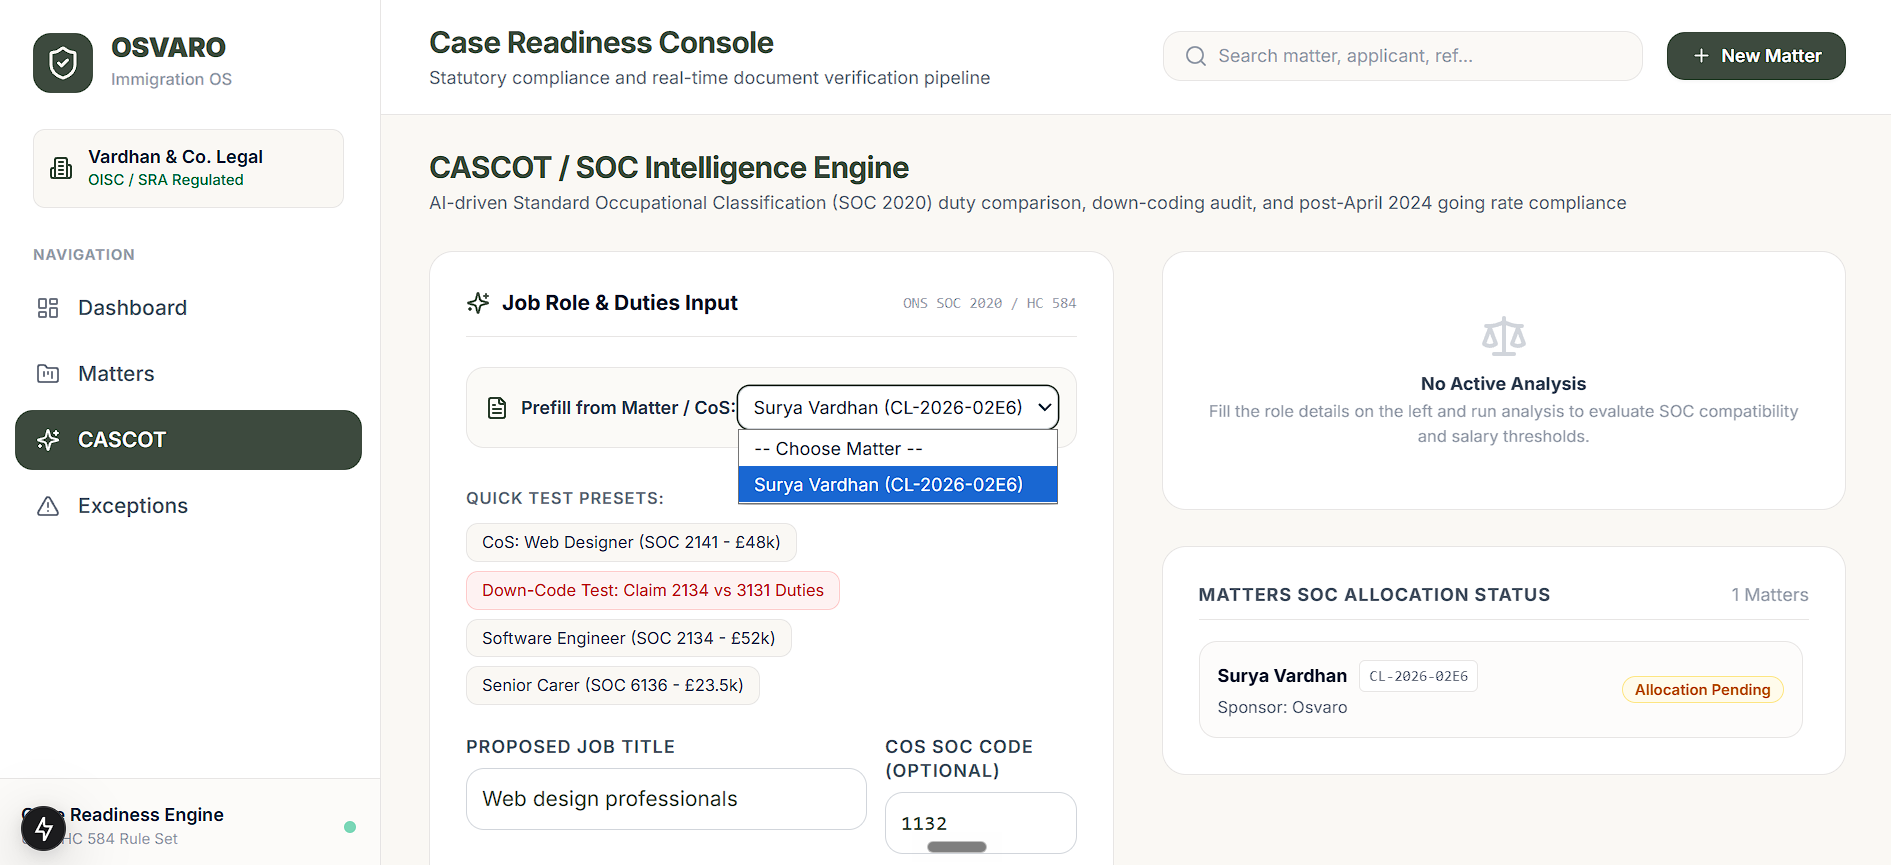 OSVARO
Immigration OS
Vardhan & Co. Legal
OISC / SRA Regulated
NAVIGATION
Dashboard
Matters
CASCOT
Exceptions
Readiness Engine
HC 584 Rule Set
Case Readiness Console
Statutory compliance and real-time document verification pipeline
Search matter, applicant, ref...
+ New Matter
CASCOT / SOC Intelligence Engine
AI-driven Standard Occupational Classification (SOC 2020) duty comparison, down-coding audit, and post-April 2024 going rate compliance
Job Role & Duties Input
ONS SOC 2020 / HC 584
Prefill from Matter / CoS:
Surya Vardhan (CL-2026-02E6)
-- Choose Matter --
Surya Vardhan (CL-2026-02E6)
QUICK TEST PRESETS:
CoS: Web Designer (SOC 2141 - £48k)
Down-Code Test: Claim 2134 vs 3131 Duties
Software Engineer (SOC 2134 - £52k)
Senior Carer (SOC 6136 - £23.5k)
PROPOSED JOB TITLE
Web design professionals
COS SOC CODE
(OPTIONAL)
1132
No Active Analysis
Fill the role details on the left and run analysis to evaluate SOC compatibility
and salary thresholds.
MATTERS SOC ALLOCATION STATUS
1 Matters
Surya Vardhan
CL-2026-02E6
Sponsor: Osvaro
Allocation Pending